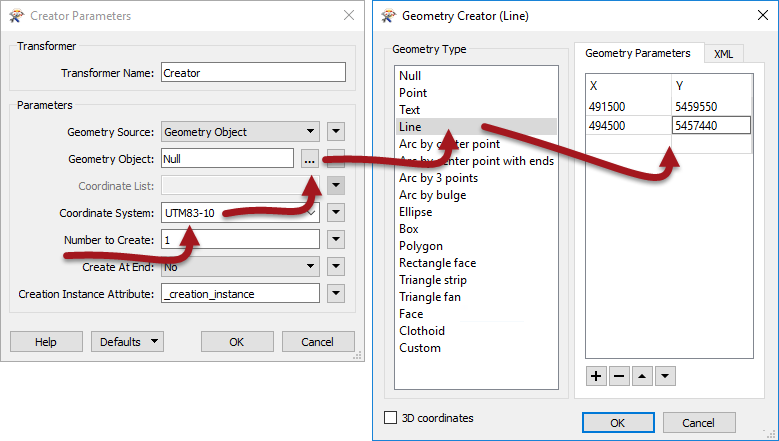 Creator Parameters
Transformer
Transformer Name: Creator
Parameters
Geometry Source: Geometry Object
Geometry Object: Null ...
Coordinate List:
Coordinate System: UTM83-10
Number to Create: 1
Create At End: No
Creation Instance Attribute: _creation_instance
Help Defaults OK Cancel
Geometry Creator (Line)
Geometry Type
Null
Point
Text
Line
Arc by center point
Arc by center point with ends
Arc by 3 points
Arc by bulge
Ellipse
Box
Polygon
Rectangle face
Triangle strip
Triangle fan
Face
Clothoid
Custom
3D coordinates
Geometry Parameters XML
X Y
491500 5459550
494500 5457440
OK Cancel